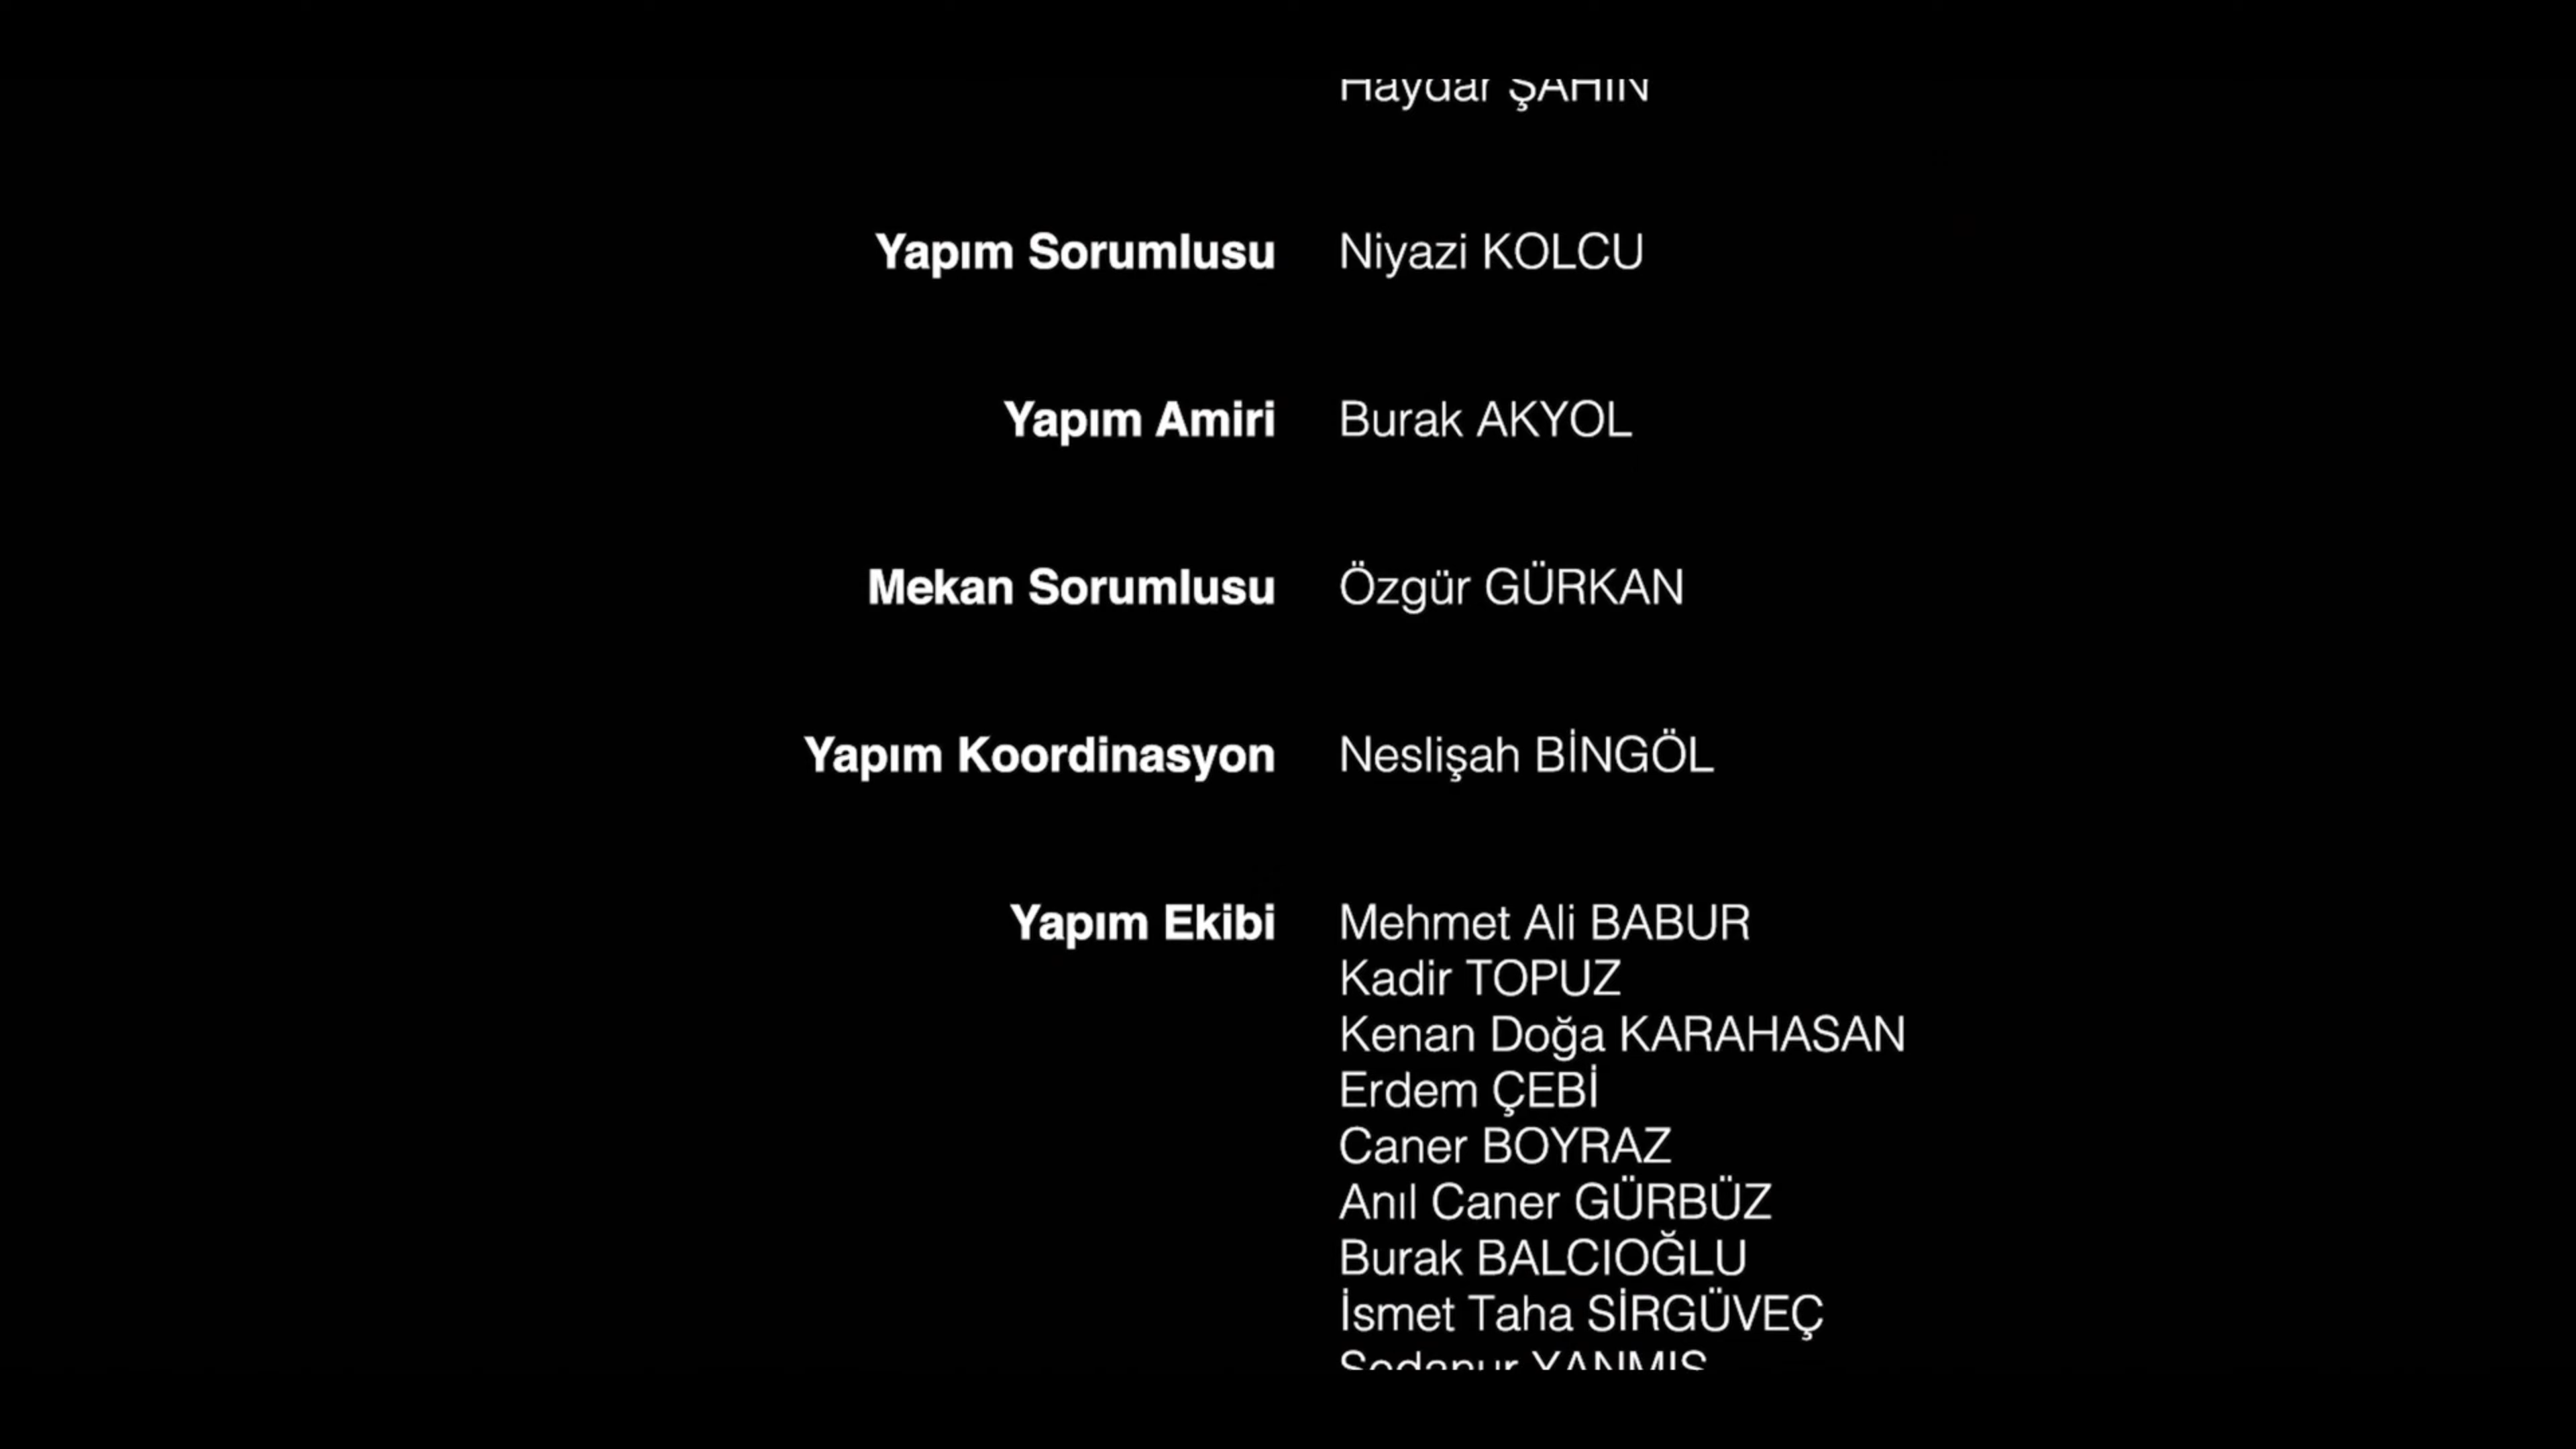 Haydar ŞAHİN
Yapım Sorumlusu Niyazi KOLCU
Yapım Amiri Burak AKYOL
Mekan Sorumlusu Özgür GÜRKAN
Yapım Koordinasyon Neslişah BİNGÖL
Yapım Ekibi Mehmet Ali BABUR
Kadir TOPUZ
Kenan Doğa KARAHASAN
Erdem ÇEBİ
Caner BOYRAZ
Anıl Caner GÜRBÜZ
Burak BALCIOĞLU
İsmet Taha SİRGÜVEÇ